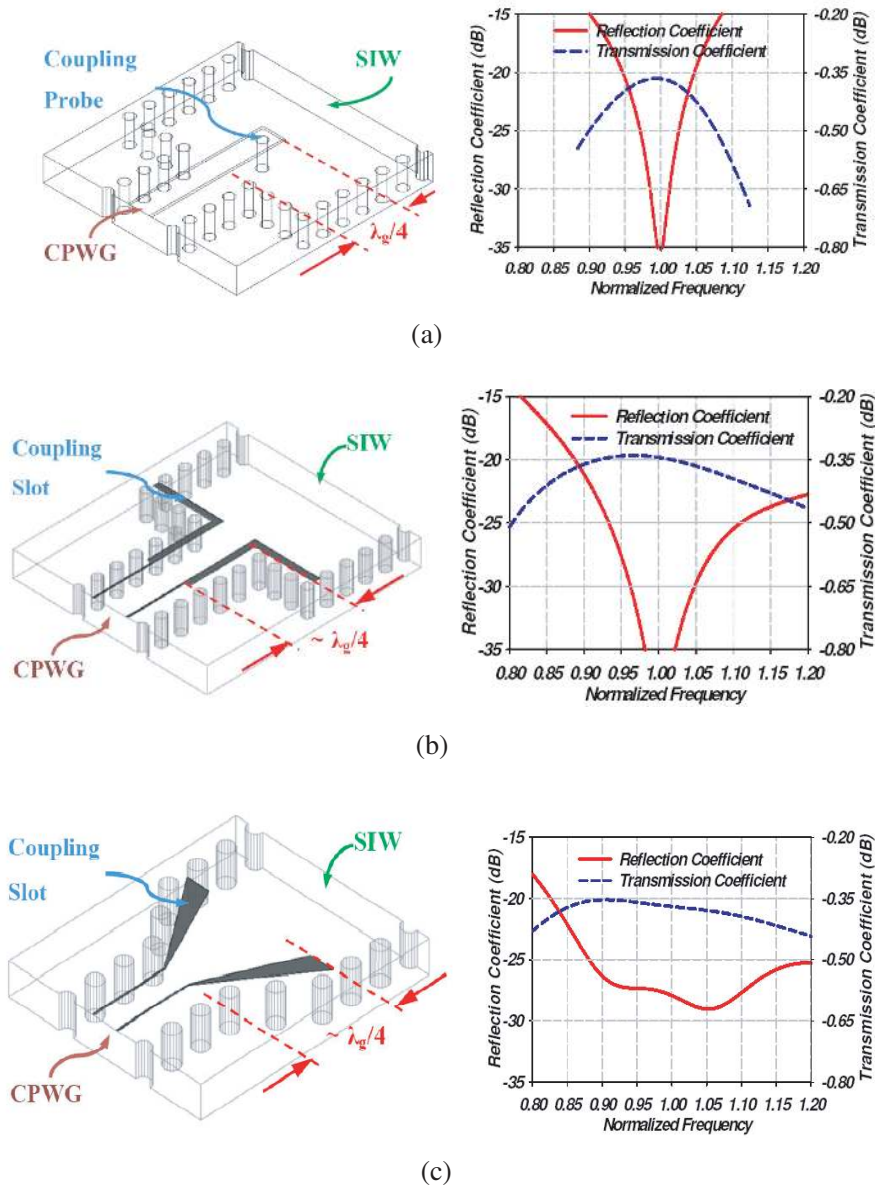 Coupling
Probe
SIW
CPWG
λg/4
Reflection Coefficient (dB)
-15
-20
-25
-30
-35
Reflection Coefficient
Transmission Coefficient
-0.20
-0.35
-0.50
-0.65
-0.80
Transmission Coefficient (dB)
0.80 0.85 0.90 0.95 1.00 1.05 1.10 1.15 1.20
Normalized Frequency
(a)
Coupling
Slot
SIW
CPWG
~ λg/4
Reflection Coefficient (dB)
-15
-20
-25
-30
-35
Reflection Coefficient
Transmission Coefficient
-0.20
-0.35
-0.50
-0.65
-0.80
Transmission Coefficient (dB)
0.80 0.85 0.90 0.95 1.00 1.05 1.10 1.15 1.20
Normalized Frequency
(b)
Coupling
Slot
SIW
CPWG
~ λg/4
Reflection Coefficient (dB)
-15
-20
-25
-30
-35
Reflection Coefficient
Transmission Coefficient
-0.20
-0.35
-0.50
-0.65
-0.80
Transmission Coefficient (dB)
0.80 0.85 0.90 0.95 1.00 1.05 1.10 1.15 1.20
Normalized Frequency
(c)